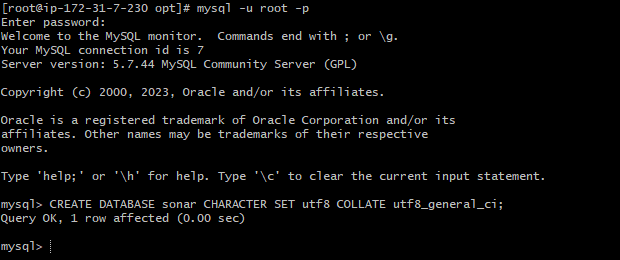 [root@ip-172-31-7-230 opt]# mysql -u root -p
Enter password:
Welcome to the MySQL monitor.  Commands end with ; or \g.
Your MySQL connection id is 7
Server version: 5.7.44 MySQL Community Server (GPL)
Copyright (c) 2000, 2023, Oracle and/or its affiliates.
Oracle is a registered trademark of Oracle Corporation and/or its
affiliates. Other names may be trademarks of their respective
owners.
Type 'help;' or '\h' for help. Type '\c' to clear the current input statement.
mysql> CREATE DATABASE sonar CHARACTER SET utf8 COLLATE utf8_general_ci;
Query OK, 1 row affected (0.00 sec)
mysql>